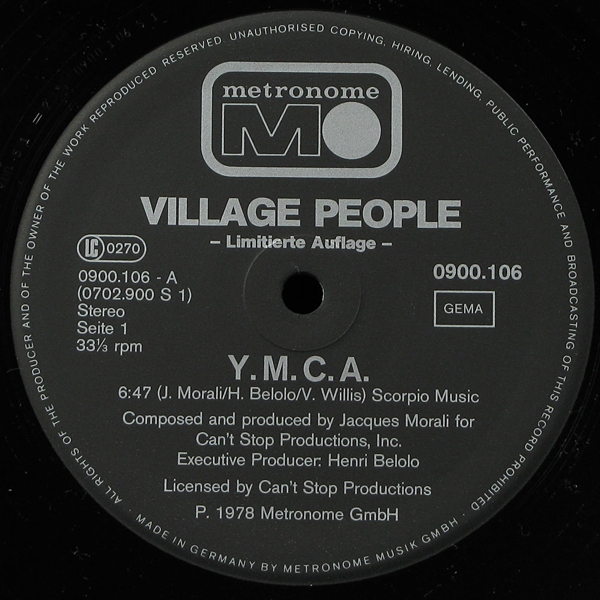 ALL RIGHTS OF THE PRODUCER AND OF THE OWNER OF THE WORK REPRODUCED RESERVED UNAUTHORISED COPYING, HIRING, LENDING, PUBLIC PERFORMANCE AND BROADCASTING OF THIS RECORD PROHIBITED
metronome
MO
VILLAGE PEOPLE
– Limitierte Auflage –
LC 0270
0900.106 - A
0900.106
(0702.900 S 1)
GEMA
Stereo
Seite 1
33⅓ rpm
Y.M.C.A.
6:47 (J. Morali/H. Belolo/V. Willis) Scorpio Music
Composed and produced by Jacques Morali for
Can't Stop Productions, Inc.
Executive Producer: Henri Belolo
Licensed by Can't Stop Productions
P. 1978 Metronome GmbH
· MADE IN GERMANY BY METRONOME MUSIK GMBH ·